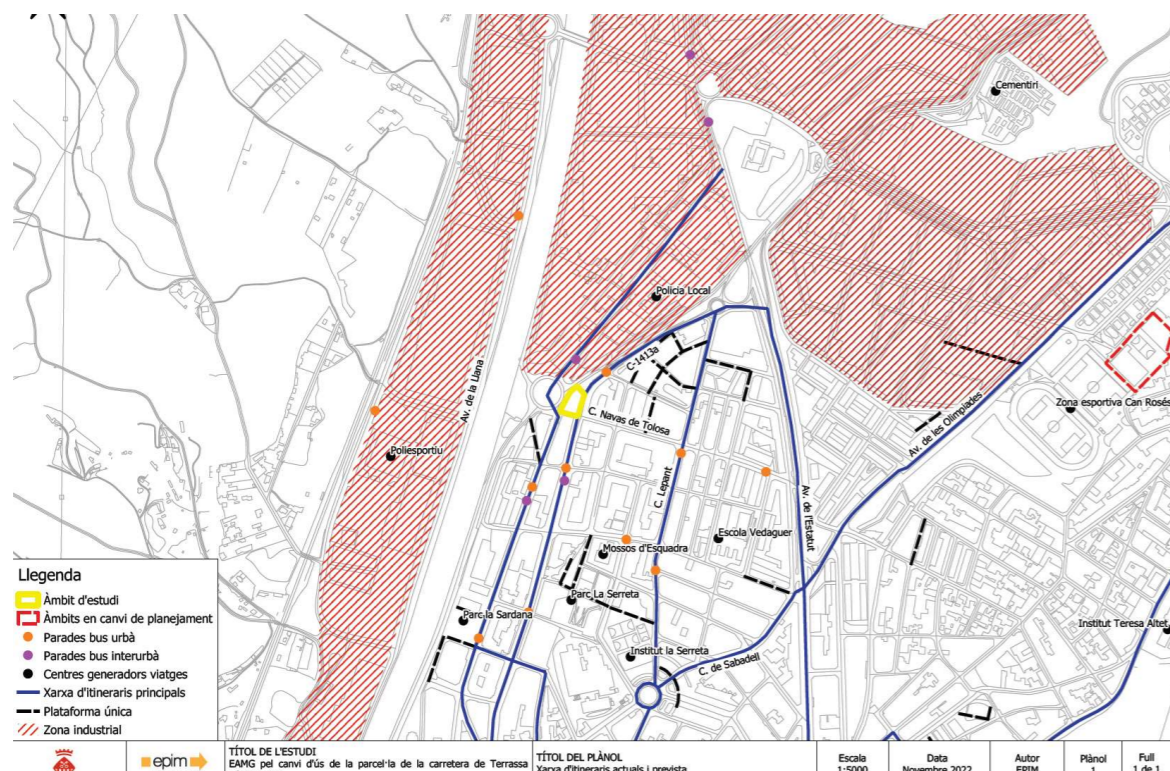 Cementiri
Policia Local
C-1413a
Av. de la Llana
Zona esportiva Can Rosés
C. Navas de Tolosa
Av. de les Olimpíades
Poliesportiu
C. Lepant
Av. de l'Estatut
Escola Vedaguer
Mossos d'Esquadra
Parc La Serreta
Parc la Sardana
Institut Teresa Altet
Institut la Serreta
C. de Sabadell
Llegenda
Àmbit d'estudi
Àmbits en canvi de planejament
Parades bus urbà
Parades bus interurbà
Centres generadors viatges
Xarxa d'itineraris principals
Plataforma única
Zona industrial
epim
TÍTOL DE L'ESTUDI
EAMG pel canvi d'ús de la parcel·la de la carretera de Terrassa
TÍTOL DEL PLÀNOL
Xarxa d'itineraris actuals i prevista
Escala
1:5000
Data
Novembre 2022
Autor
EPIM
Plànol
1
Full
1 de 1